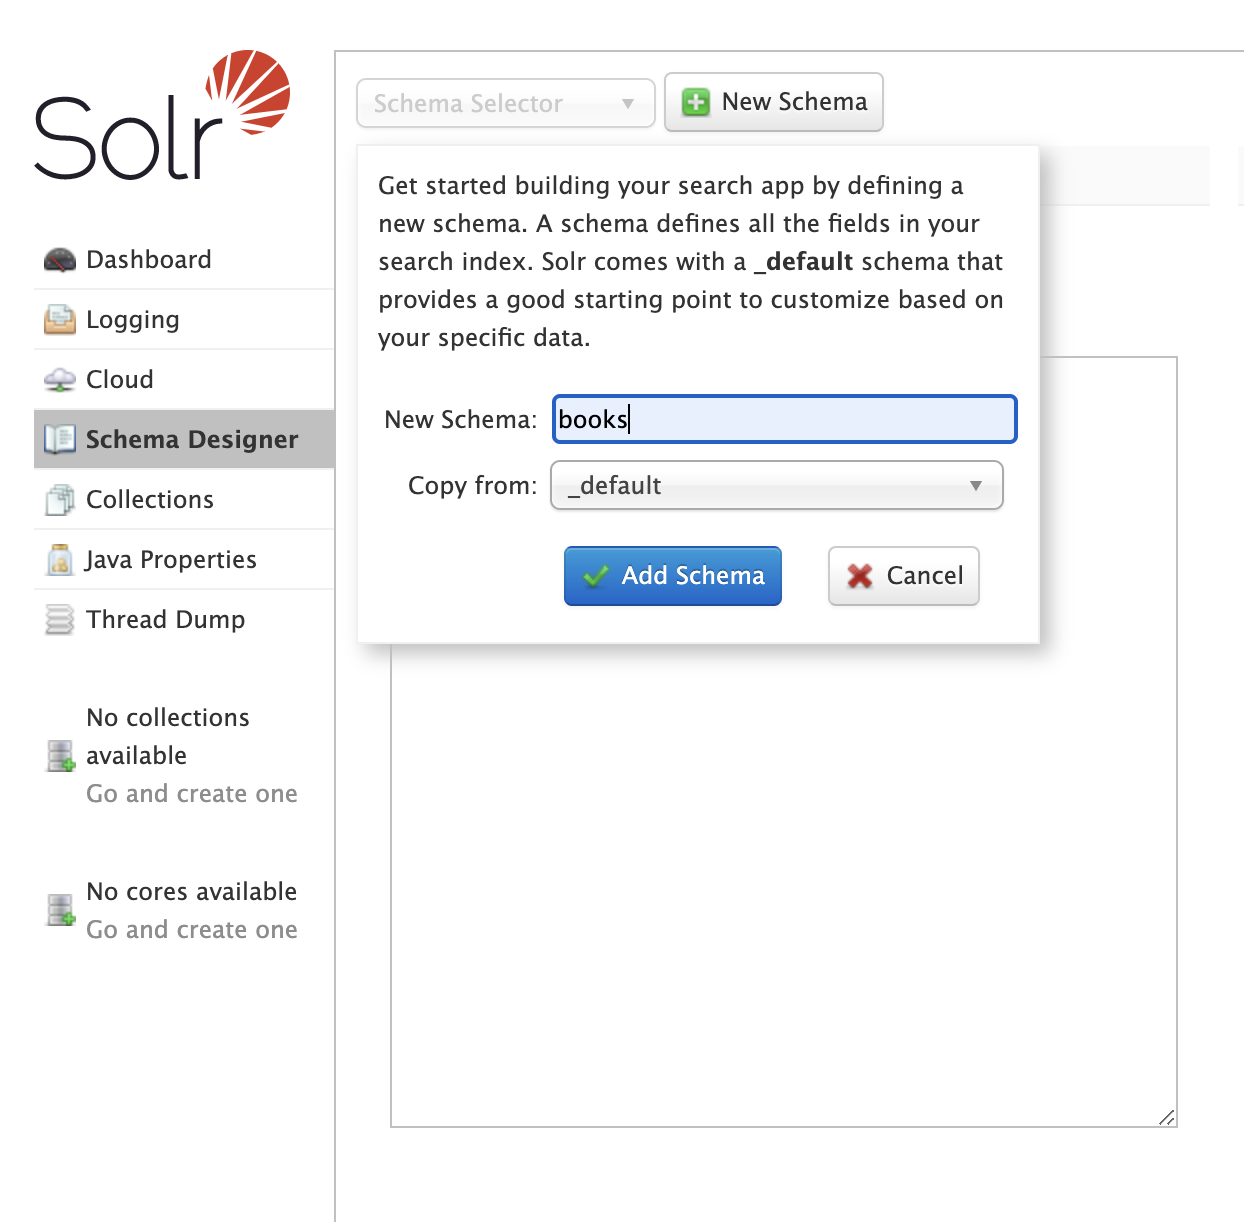 Solr
Schema Selector
New Schema
Get started building your search app by defining a
new schema. A schema defines all the fields in your
search index. Solr comes with a _default schema that
provides a good starting point to customize based on
your specific data.
New Schema: books
Copy from: _default
Add Schema
Cancel
Dashboard
Logging
Cloud
Schema Designer
Collections
Java Properties
Thread Dump
No collections
available
Go and create one
No cores available
Go and create one